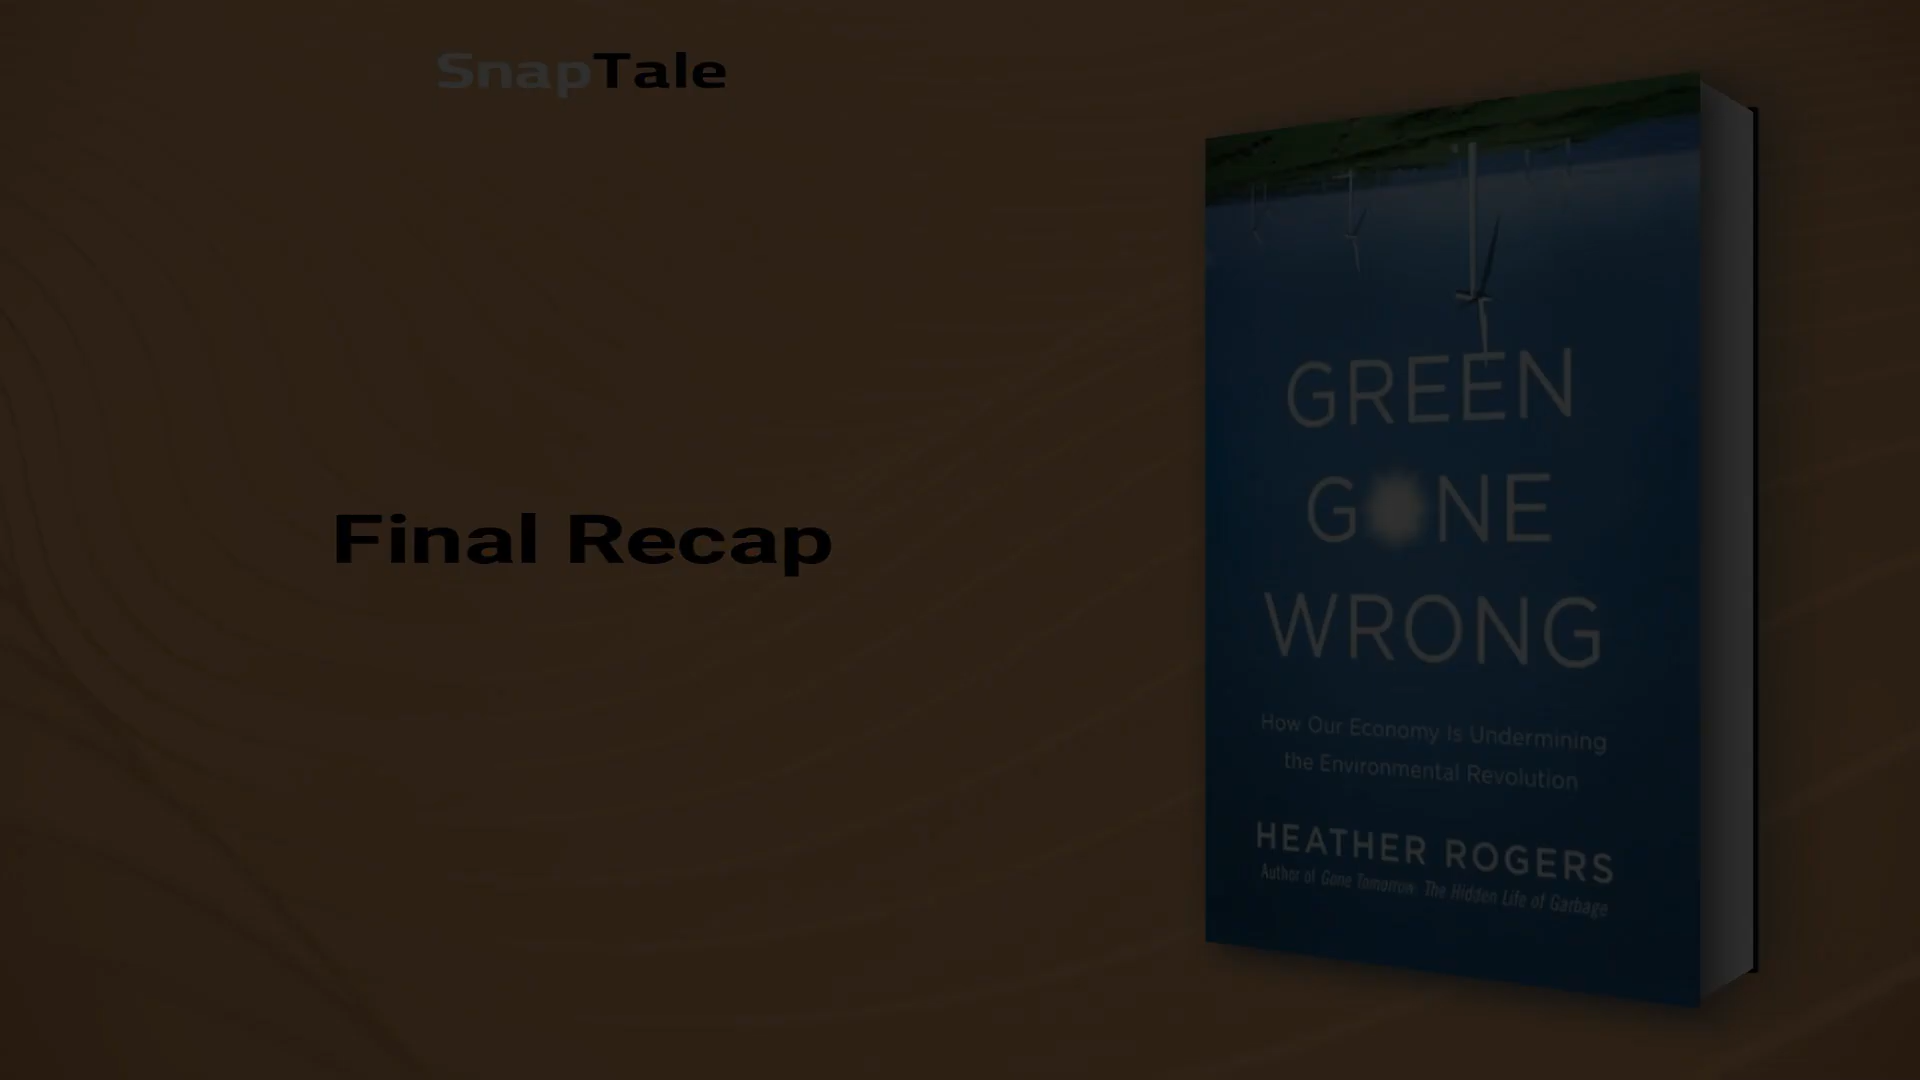 SnapTale
Final Recap
GREEN
GONE
WRONG
How Our Economy Is Undermining
the Environmental Revolution
HEATHER ROGERS
Author of Gone Tomorrow: The Hidden Life of Garbage